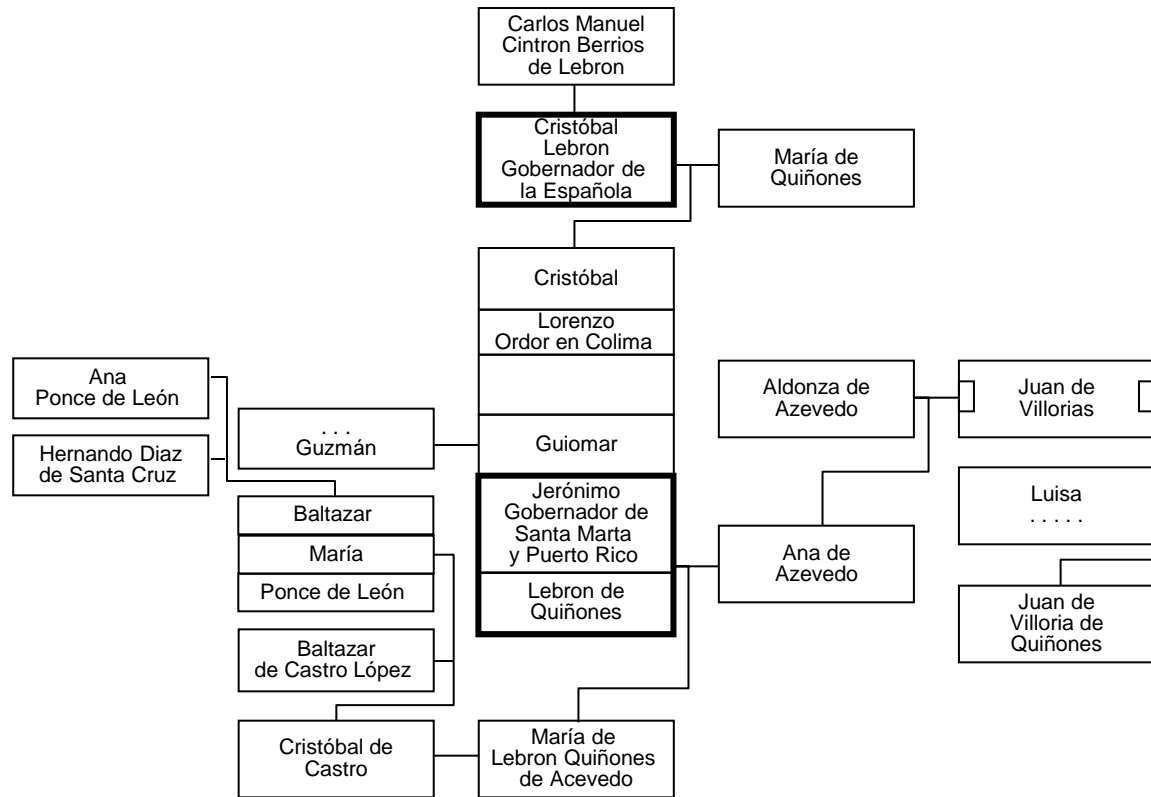 Carlos Manuel
Cintron Berrios
de Lebron
Cristóbal
Lebron
Gobernador de
la Española
María de
Quiñones
Cristóbal
Lorenzo
Ordor en Colima
Ana
Ponce de León
Aldonza de
Azevedo
Juan de
Villorias
. . .
Guzmán
Guiomar
Hernando Diaz
de Santa Cruz
Jerónimo
Gobernador de
Santa Marta
y Puerto Rico
Luisa
. . . . .
Baltazar
María
Ponce de León
Ana de
Azevedo
Lebron de
Quiñones
Juan de
Villoria de
Quiñones
Baltazar
de Castro López
Cristóbal de
Castro
María de
Lebron Quiñones
de Acevedo